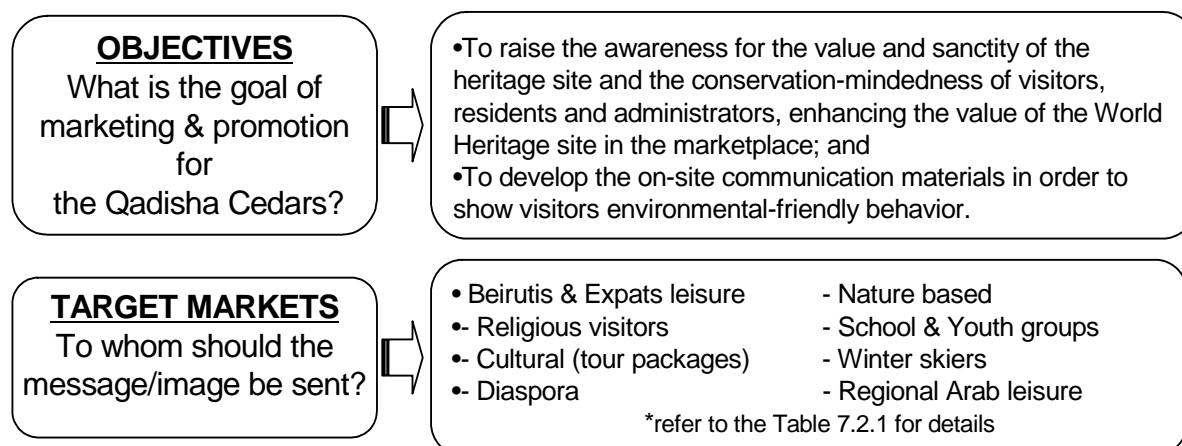 OBJECTIVES
What is the goal of
marketing & promotion
for
the Qadisha Cedars?
•To raise the awareness for the value and sanctity of the
heritage site and the conservation-mindedness of visitors,
residents and administrators, enhancing the value of the World
Heritage site in the marketplace; and
•To develop the on-site communication materials in order to
show visitors environmental-friendly behavior.
TARGET MARKETS
To whom should the
message/image be sent?
• Beirutis & Expats leisure
•- Religious visitors
•- Cultural (tour packages)
•- Diaspora
- Nature based
- School & Youth groups
- Winter skiers
- Regional Arab leisure
*refer to the Table 7.2.1 for details